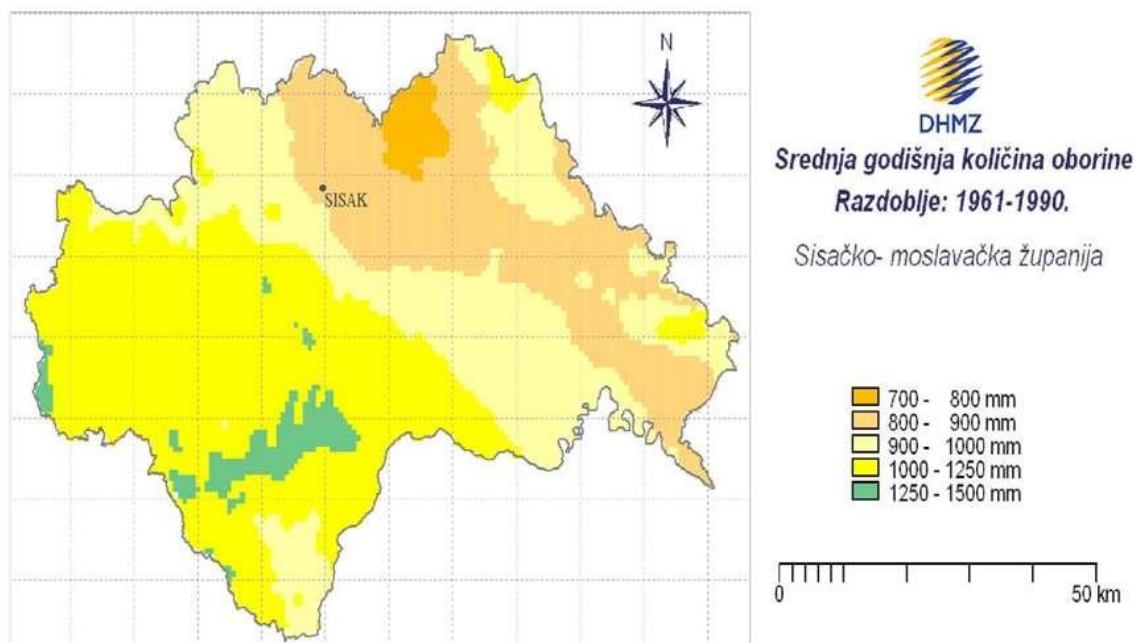 N
SISAK
DHMZ
Srednja godišnja količina oborine
Razdoblje: 1961-1990.
Sisačko- moslavačka županija
700 - 800 mm
800 - 900 mm
900 - 1000 mm
1000 - 1250 mm
1250 - 1500 mm
0 50 km